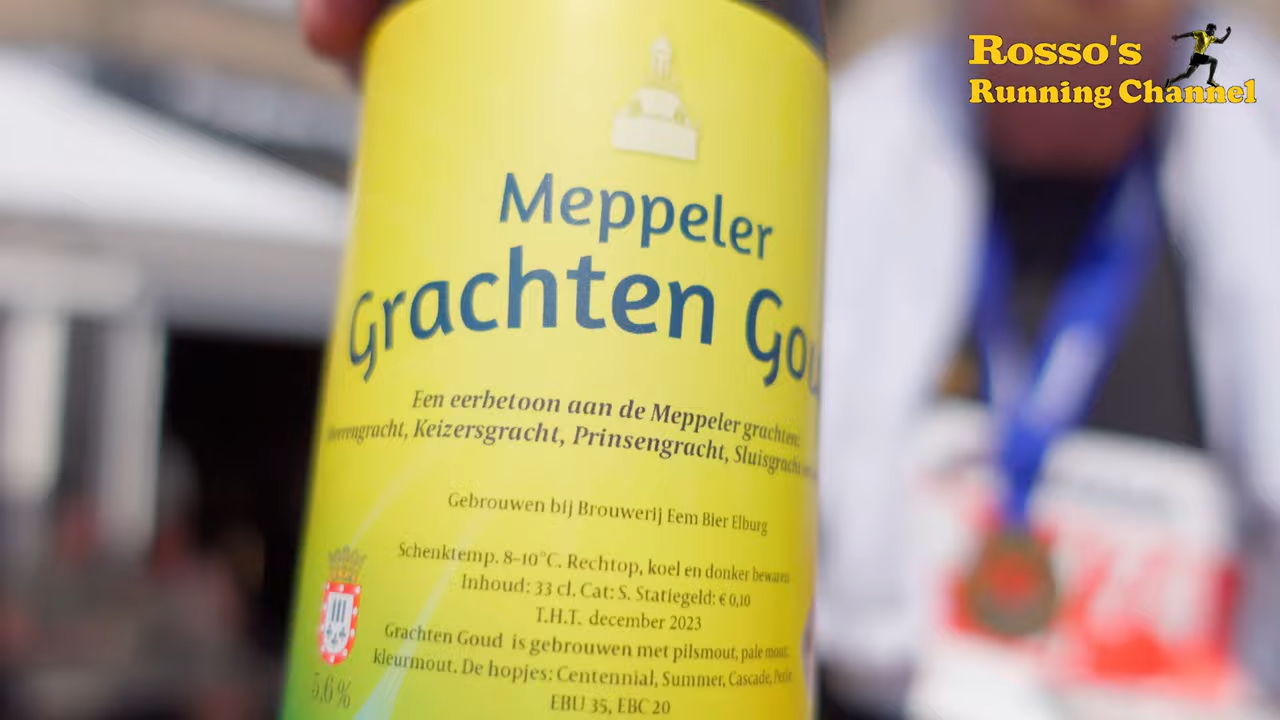 Rosso's
Running Channel
Meppeler
Grachten Gou
Een eerbetoon aan de Meppeler grachten:
Keizersgracht, Prinsengracht, Sluisgracht
Gebrouwen bij Brouwerij Eem Bier Elburg
Schenktemp. 8–10°C. Rechtop, koel en donker bewaren
Inhoud: 33 cl. Cat: S. Statiegeld: € 0,10
T.H.T. december 2023
Grachten Goud is gebrouwen met pilsmout, pale mout,
kleurmout. De hopjes: Centennial, Summer, Cascade,
5,6%
EBU 35, EBC 20